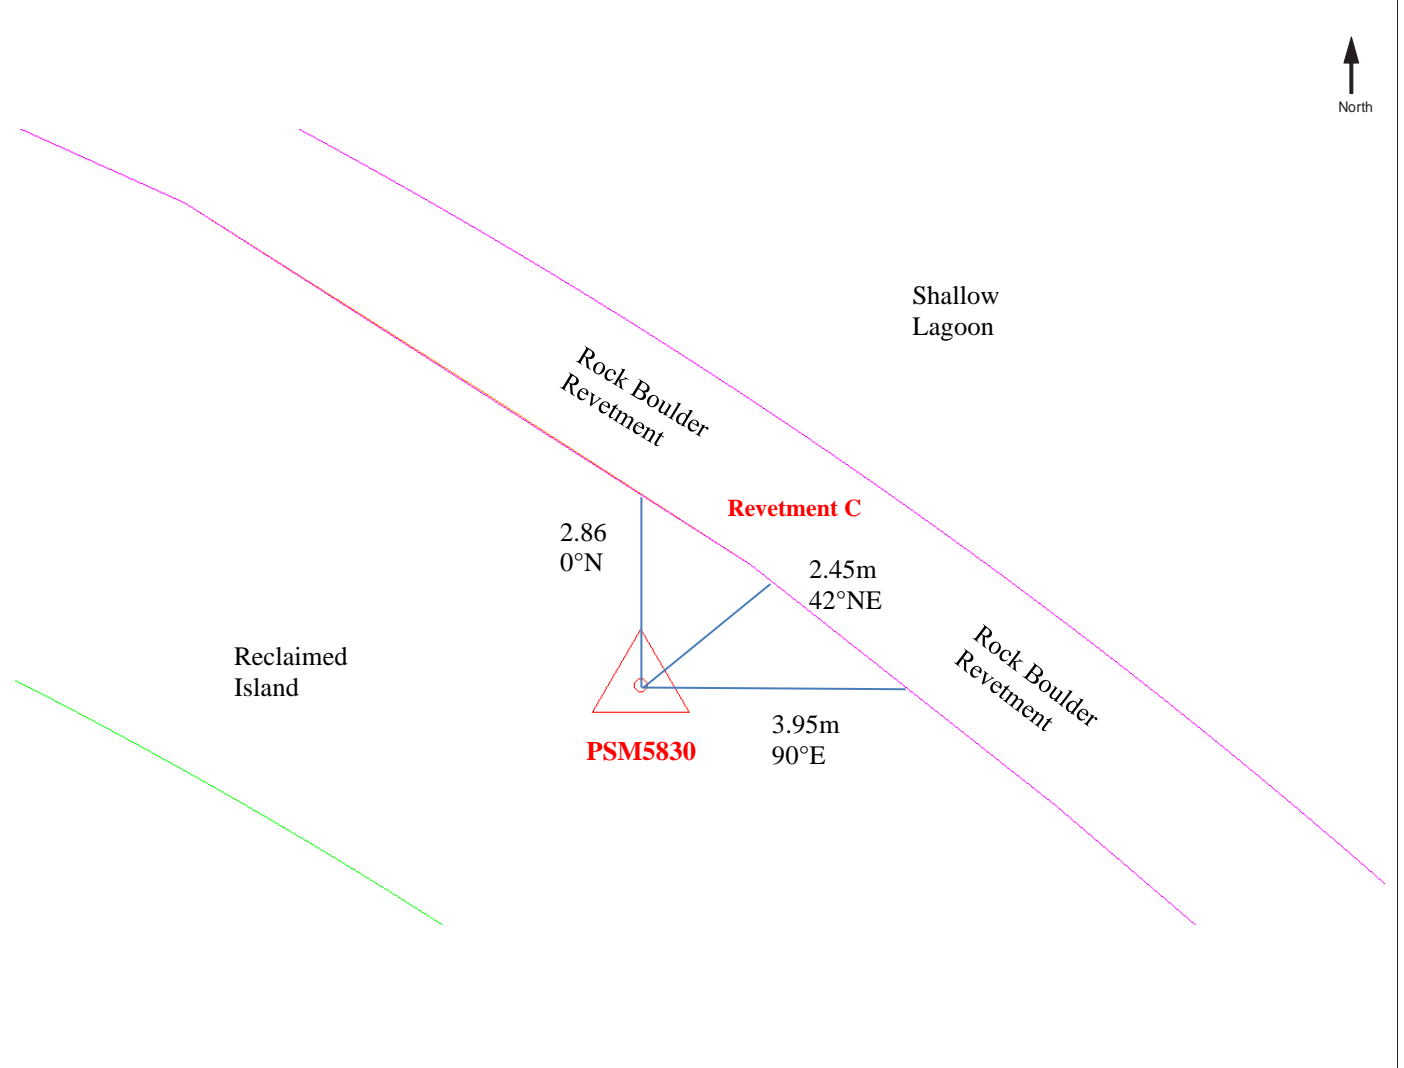 North
Shallow
Lagoon
Rock Boulder
Revetment
Revetment C
2.86
0°N
2.45m
42°NE
Reclaimed
Island
Rock Boulder
Revetment
3.95m
90°E
PSM5830